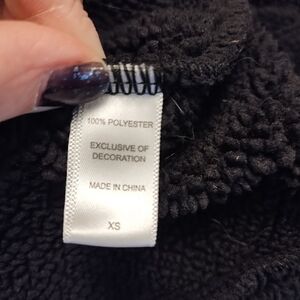 100% POLYESTER
EXCLUSIVE OF
DECORATION
MADE IN CHINA
XS